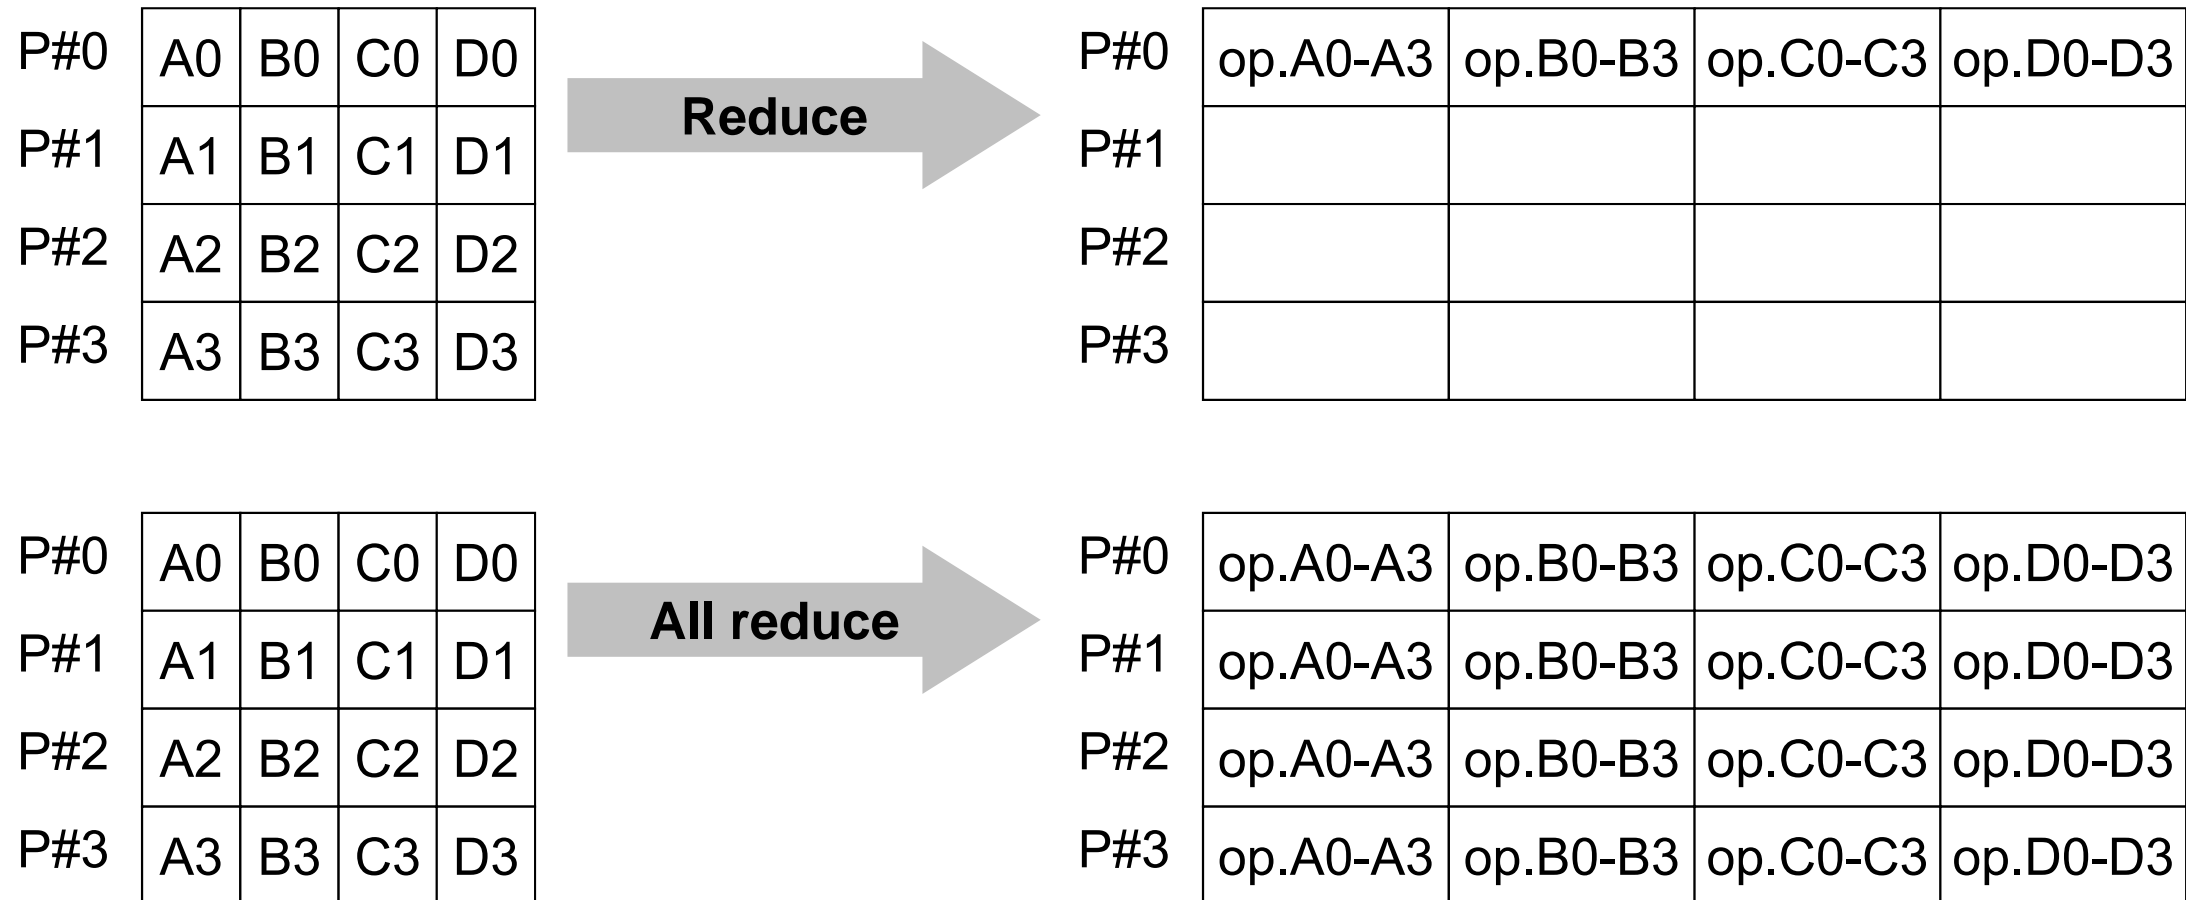 P#0 A0 B0 C0 D0 Reduce P#0 op.A0-A3 op.B0-B3 op.C0-C3 op.D0-D3
P#1 A1 B1 C1 D1 P#1
P#2 A2 B2 C2 D2 P#2
P#3 A3 B3 C3 D3 P#3
P#0 A0 B0 C0 D0 All reduce P#0 op.A0-A3 op.B0-B3 op.C0-C3 op.D0-D3
P#1 A1 B1 C1 D1 P#1 op.A0-A3 op.B0-B3 op.C0-C3 op.D0-D3
P#2 A2 B2 C2 D2 P#2 op.A0-A3 op.B0-B3 op.C0-C3 op.D0-D3
P#3 A3 B3 C3 D3 P#3 op.A0-A3 op.B0-B3 op.C0-C3 op.D0-D3